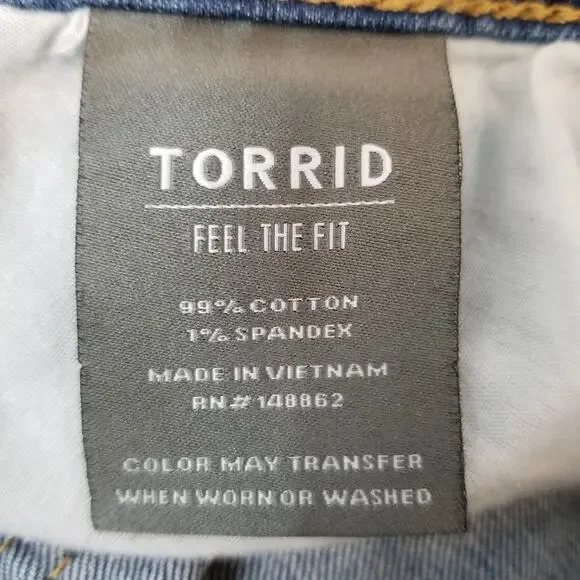 TORRID
FEEL THE FIT
99% COTTON
1% SPANDEX
MADE IN VIETNAM
RN# 148862
COLOR MAY TRANSFER
WHEN WORN OR WASHED